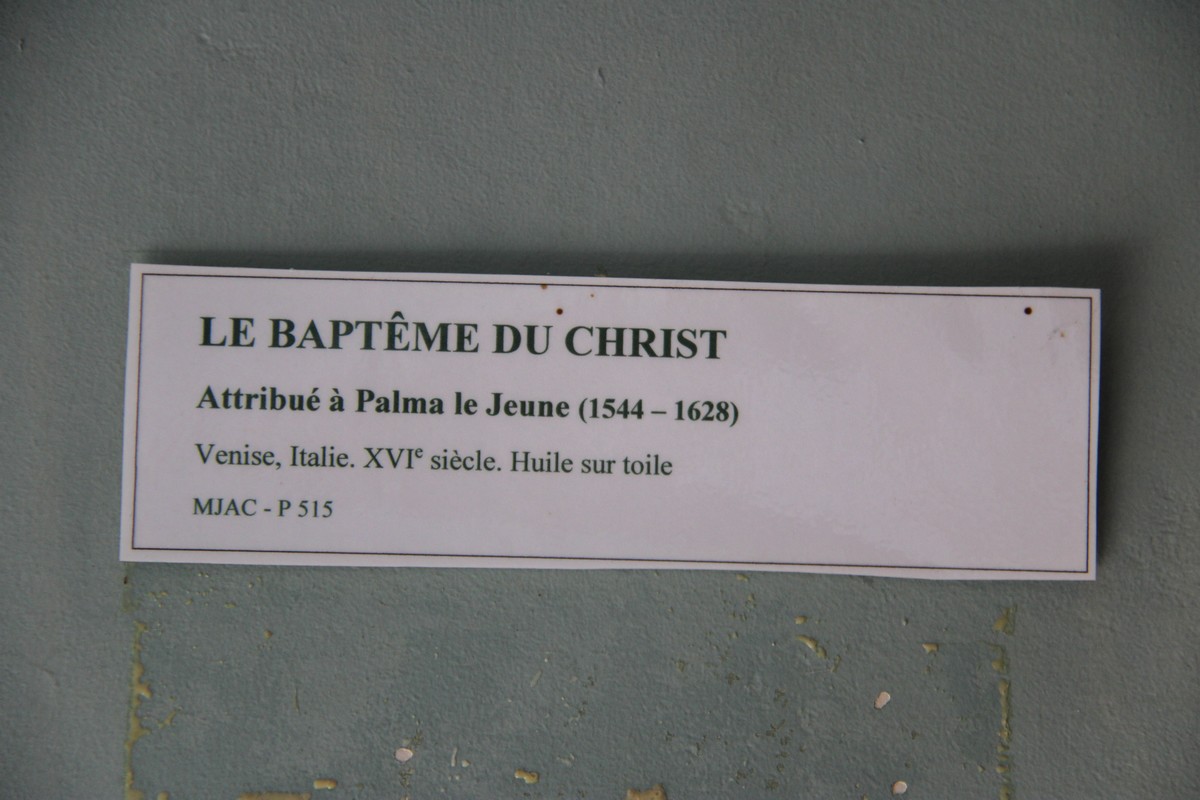 LE BAPTÊME DU CHRIST
Attribué à Palma le Jeune (1544 – 1628)
Venise, Italie. XVIe siècle. Huile sur toile
MJAC - P 515